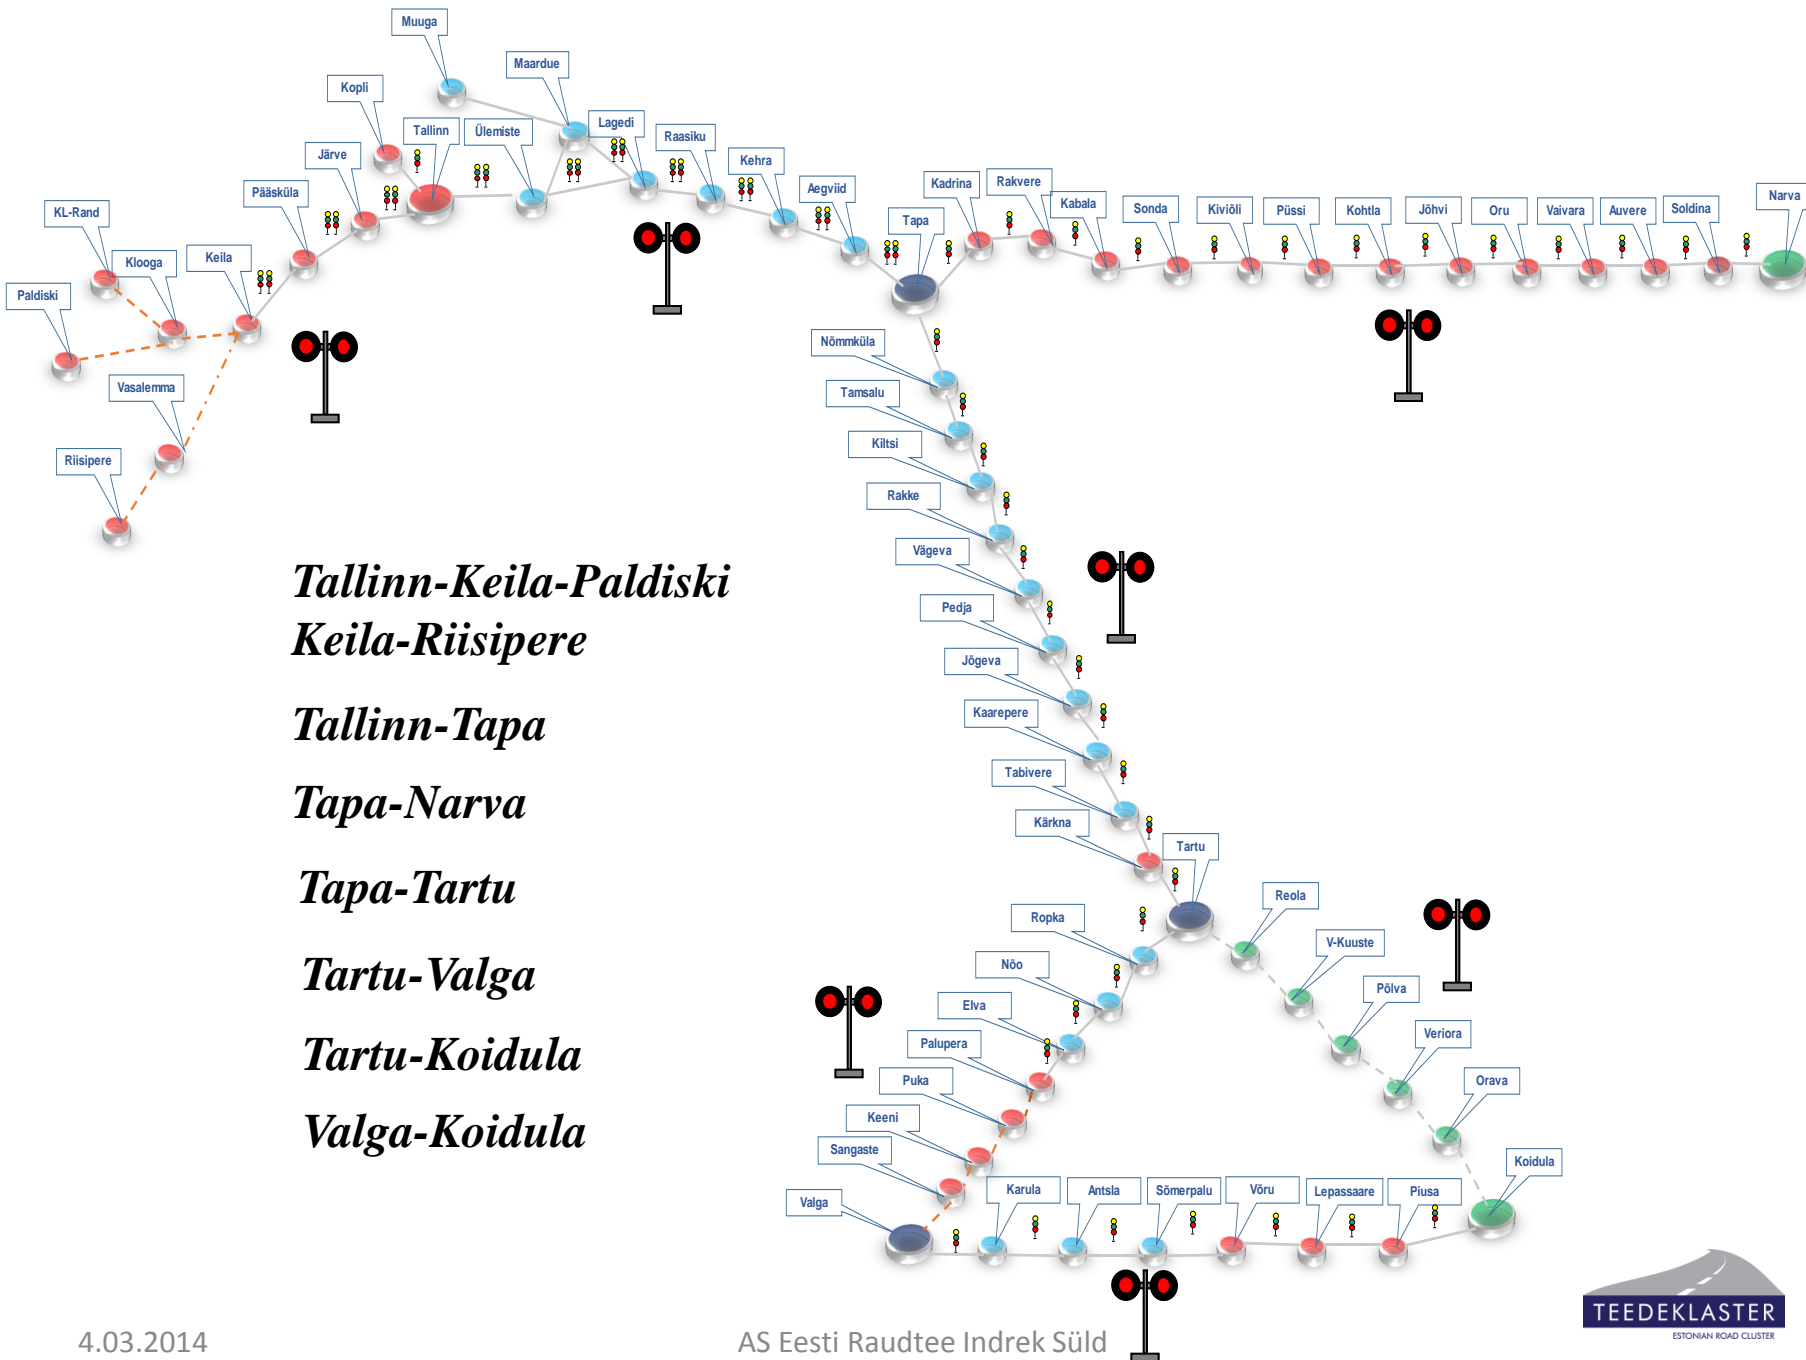 Muuga
Maardue
Kopli
Tallinn
Ülemiste
Lagedi
Raasiku
Kehra
Järve
Pääsküla
Aegviid
Kadrina
Rakvere
Kabala
Sonda
Kiviõli
Püssi
Kohtla
Jõhvi
Oru
Vaivara
Auvere
Soldina
Narva
KL-Rand
Klooga
Keila
Tapa
Paldiski
Nõmmküla
Vasalemma
Tamsalu
Riisipere
Kiltsi
Rakke
Vägeva
Pedja
Jõgeva
Kaarepere
Tabivere
Kärkna
Tartu
Reola
Ropka
V-Kuuste
Nõo
Põlva
Elva
Veriora
Palupera
Puka
Orava
Keeni
Sangaste
Koidula
Valga
Karula
Antsla
Sõmerpalu
Võru
Lepassaare
Piusa
Tallinn-Keila-Paldiski
Keila-Riisipere
Tallinn-Tapa
Tapa-Narva
Tapa-Tartu
Tartu-Valga
Tartu-Koidula
Valga-Koidula
4.03.2014
AS Eesti Raudtee Indrek Süld
TEEDEKLASTER
ESTONIAN ROAD CLUSTER